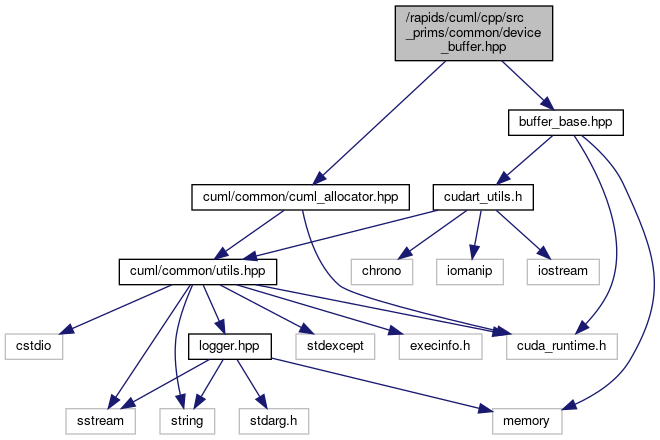 /rapids/cuml/cpp/src
_prims/common/device
_buffer.hpp
buffer_base.hpp
cuml/common/cuml_allocator.hpp
cudart_utils.h
cuml/common/utils.hpp
chrono
iomanip
iostream
cstdio
logger.hpp
stdexcept
execinfo.h
cuda_runtime.h
sstream
string
stdarg.h
memory